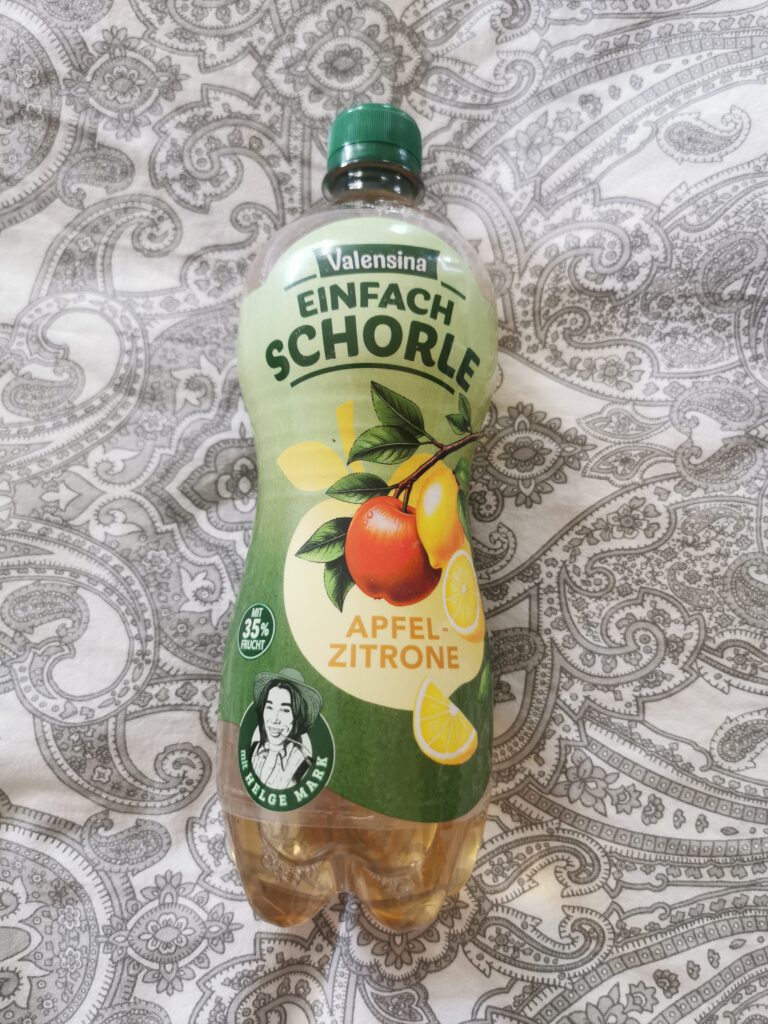 Valensina
EINFACH
SCHORLE
APFEL-
ZITRONE
MIT
35%
FRUCHT
mit HELGE MARK